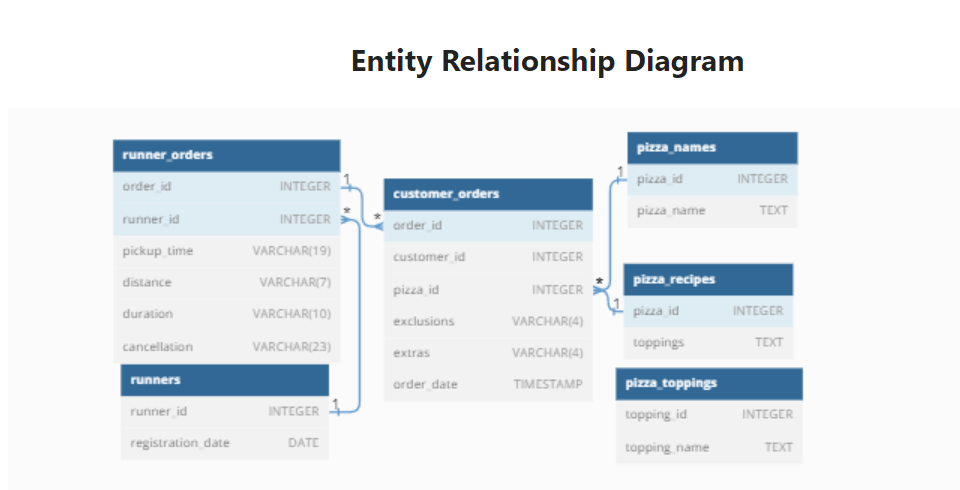 Entity Relationship Diagram
runner_orders
order_id INTEGER
runner_id INTEGER
pickup_time VARCHAR(19)
distance VARCHAR(7)
duration VARCHAR(10)
cancellation VARCHAR(23)
runners
runner_id INTEGER
registration_date DATE
1
*
1
*
customer_orders
order_id INTEGER
customer_id INTEGER
pizza_id INTEGER
exclusions VARCHAR(4)
extras VARCHAR(4)
order_date TIMESTAMP
*
1
1
pizza_names
pizza_id INTEGER
pizza_name TEXT
pizza_recipes
pizza_id INTEGER
toppings TEXT
pizza_toppings
topping_id INTEGER
topping_name TEXT